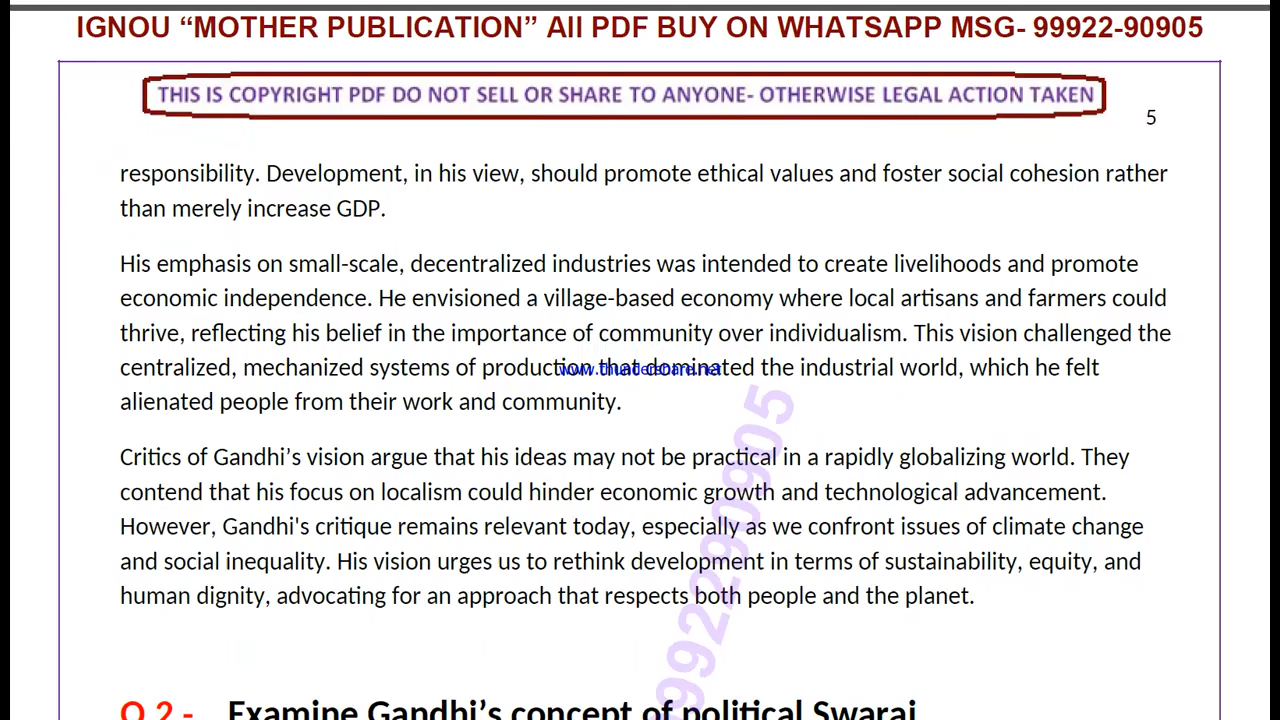 IGNOU “MOTHER PUBLICATION” All PDF BUY ON WHATSAPP MSG- 99922-90905
THIS IS COPYRIGHT PDF DO NOT SELL OR SHARE TO ANYONE- OTHERWISE LEGAL ACTION TAKEN
5
responsibility. Development, in his view, should promote ethical values and foster social cohesion rather
than merely increase GDP.
His emphasis on small-scale, decentralized industries was intended to create livelihoods and promote
economic independence. He envisioned a village-based economy where local artisans and farmers could
thrive, reflecting his belief in the importance of community over individualism. This vision challenged the
centralized, mechanized systems of production that dominated the industrial world, which he felt
www.thundershare.net
alienated people from their work and community.
Critics of Gandhi’s vision argue that his ideas may not be practical in a rapidly globalizing world. They
contend that his focus on localism could hinder economic growth and technological advancement.
However, Gandhi's critique remains relevant today, especially as we confront issues of climate change
and social inequality. His vision urges us to rethink development in terms of sustainability, equity, and
human dignity, advocating for an approach that respects both people and the planet.
9992290905
Q 2 - Examine Gandhi’s concept of political Swaraj